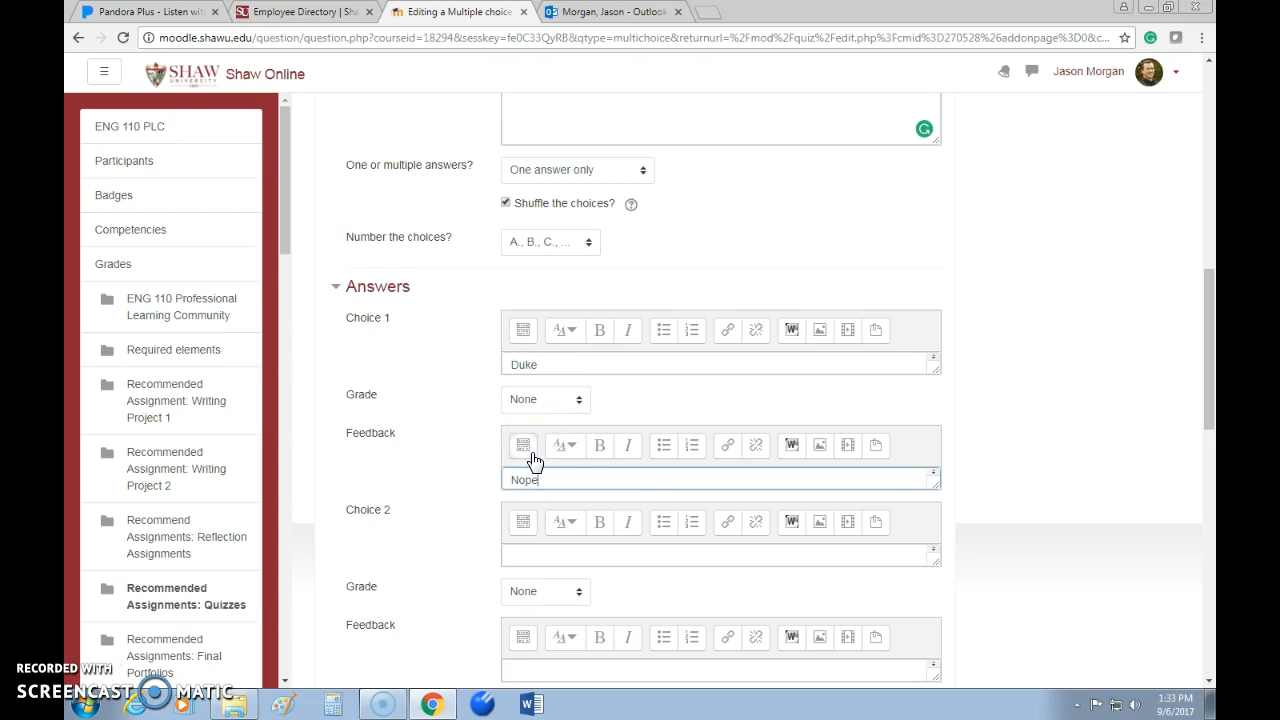 Pandora Plus - Listen wit
Employee Directory | Sha
Editing a Multiple choice
Morgan, Jason - Outlook
moodle.shawu.edu/question/question.php?courseid=18294&sesskey=fe0C33QyRB&qtype=multichoice&returnurl=%2Fmod%2Fquiz%2Fedit.php%3Fcmid%3D270528%26addonpage%3D0&c...
SHAW
UNIVERSITY
Shaw Online
Jason Morgan
ENG 110 PLC
Participants
Badges
Competencies
Grades
ENG 110 Professional
Learning Community
Required elements
Recommended
Assignment: Writing
Project 1
Recommended
Assignment: Writing
Project 2
Recommend
Assignments: Reflection
Assignments
Recommended
Assignments: Quizzes
Recommended
Assignments: Final
Portfolios
One or multiple answers?
One answer only
Shuffle the choices?
Number the choices?
A., B., C., ...
Answers
Choice 1
Duke
Grade
None
Feedback
Nope
Choice 2
Grade
None
Feedback
RECORDED WITH
SCREENCAST MATIC
1:33 PM
9/6/2017